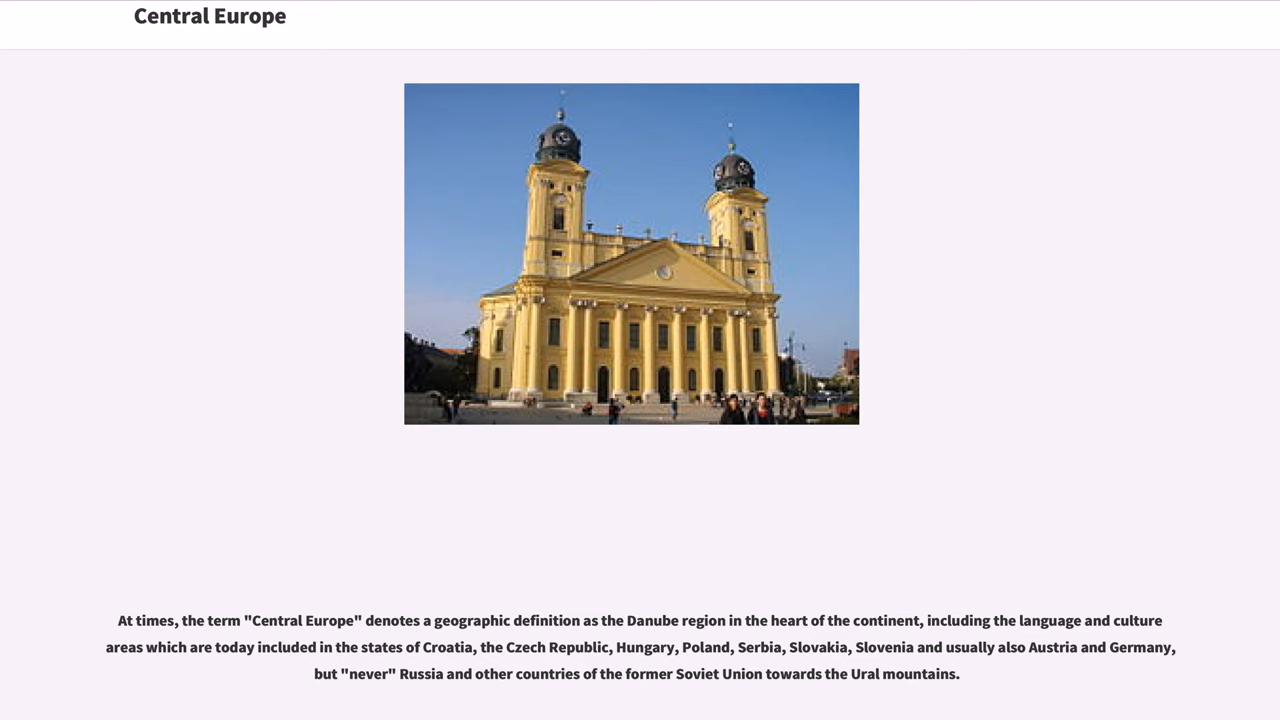 Central Europe
At times, the term "Central Europe" denotes a geographic definition as the Danube region in the heart of the continent, including the language and culture
areas which are today included in the states of Croatia, the Czech Republic, Hungary, Poland, Serbia, Slovakia, Slovenia and usually also Austria and Germany,
but "never" Russia and other countries of the former Soviet Union towards the Ural mountains.